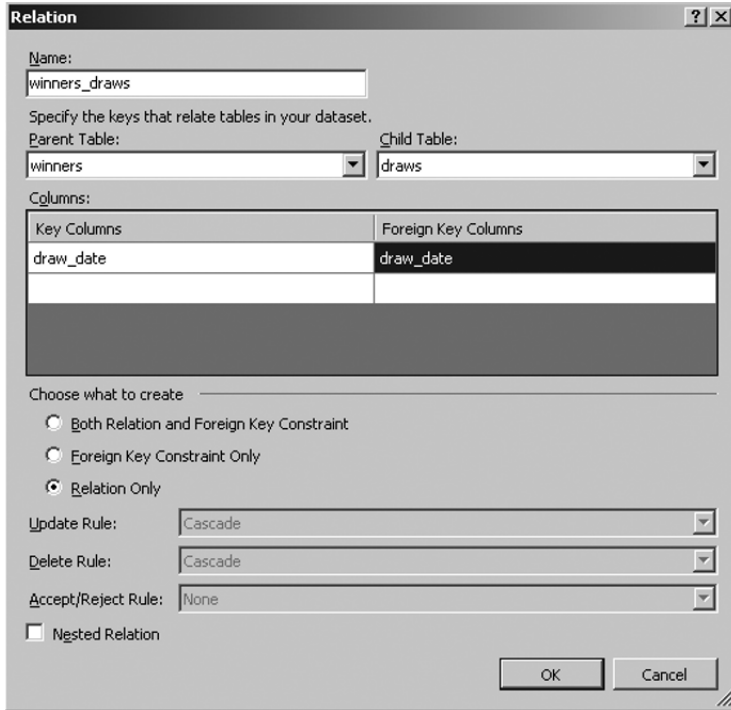 Relation
Name:
winners_draws
Specify the keys that relate tables in your dataset.
Parent Table: Child Table:
winners draws
Columns:
Key Columns Foreign Key Columns
draw_date draw_date
Choose what to create
Both Relation and Foreign Key Constraint
Foreign Key Constraint Only
Relation Only
Update Rule: Cascade
Delete Rule: Cascade
Accept/Reject Rule: None
Nested Relation
OK Cancel